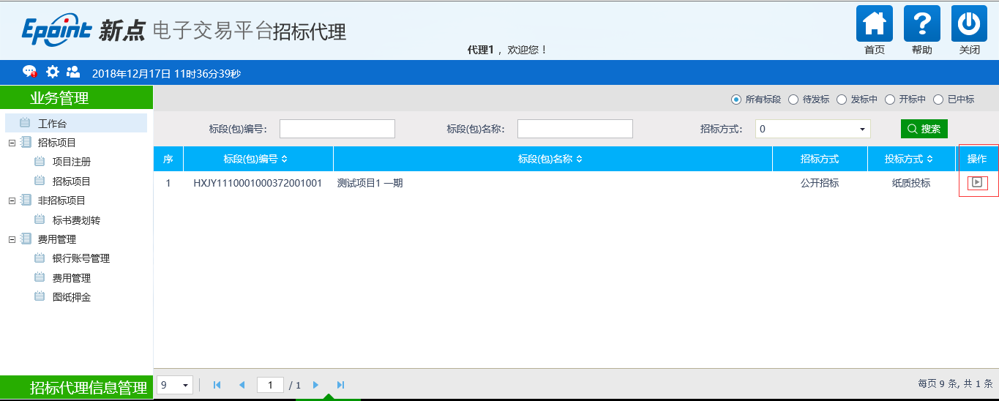 Epoint 新点 电子交易平台招标代理
代理1 ，欢迎您！
首页 帮助 关闭
2018年12月17日 11时36分39秒
业务管理
工作台
招标项目
项目注册
招标项目
非招标项目
标书费划转
费用管理
银行账号管理
费用管理
图纸押金
招标代理信息管理
所有标段 待发标 发标中 开标中 已中标
标段(包)编号： 标段(包)名称： 招标方式： 0 搜索
序 标段(包)编号 标段(包)名称 招标方式 投标方式 操作
1 HXJY1110001000372001001 测试项目1 一期 公开招标 纸质投标
9 1 / 1 每页 9 条, 共 1 条